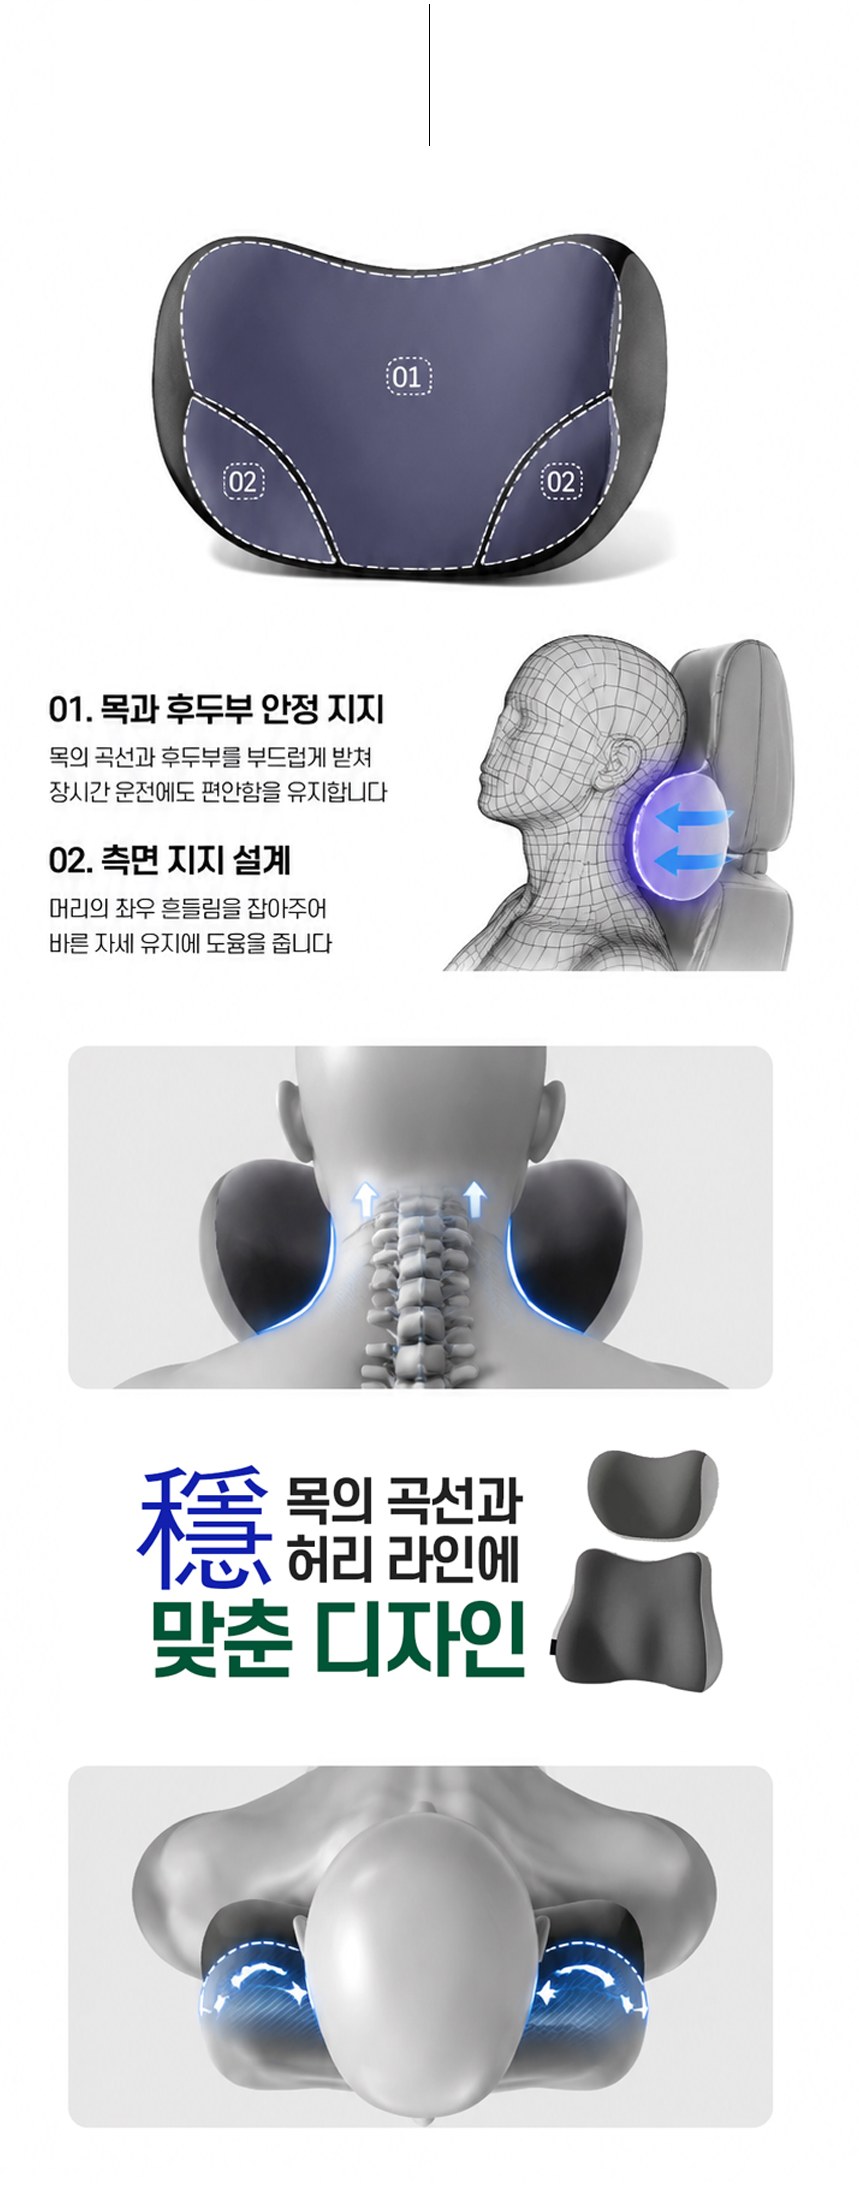 01
02
02
01. 목과 후두부 안정 지지
목의 곡선과 후두부를 부드럽게 받쳐
장시간 운전에도 편안함을 유지합니다
02. 측면 지지 설계
머리의 좌우 흔들림을 잡아주어
바른 자세 유지에 도움을 줍니다
穩 목의 곡선과
허리 라인에
맞춘 디자인